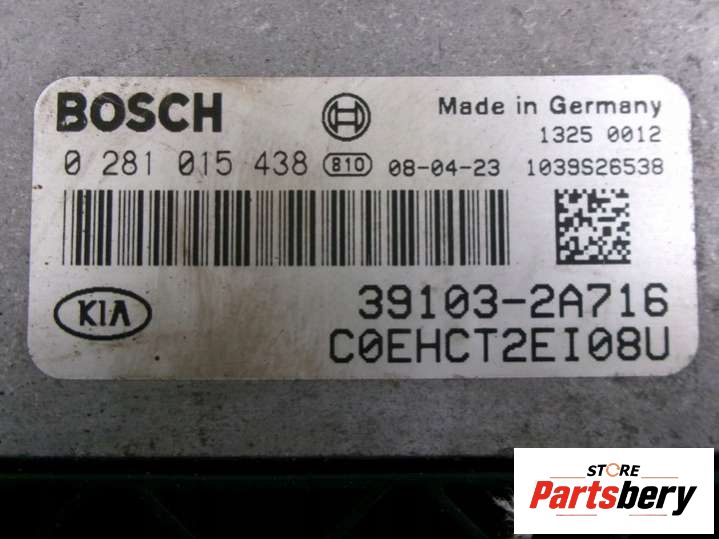 BOSCH
Made in Germany
1325 0012
0 281 015 438 810 08-04-23 1039S26538
KIA
39103-2A716
C0EHCT2EI08U
STORE
Partsbery